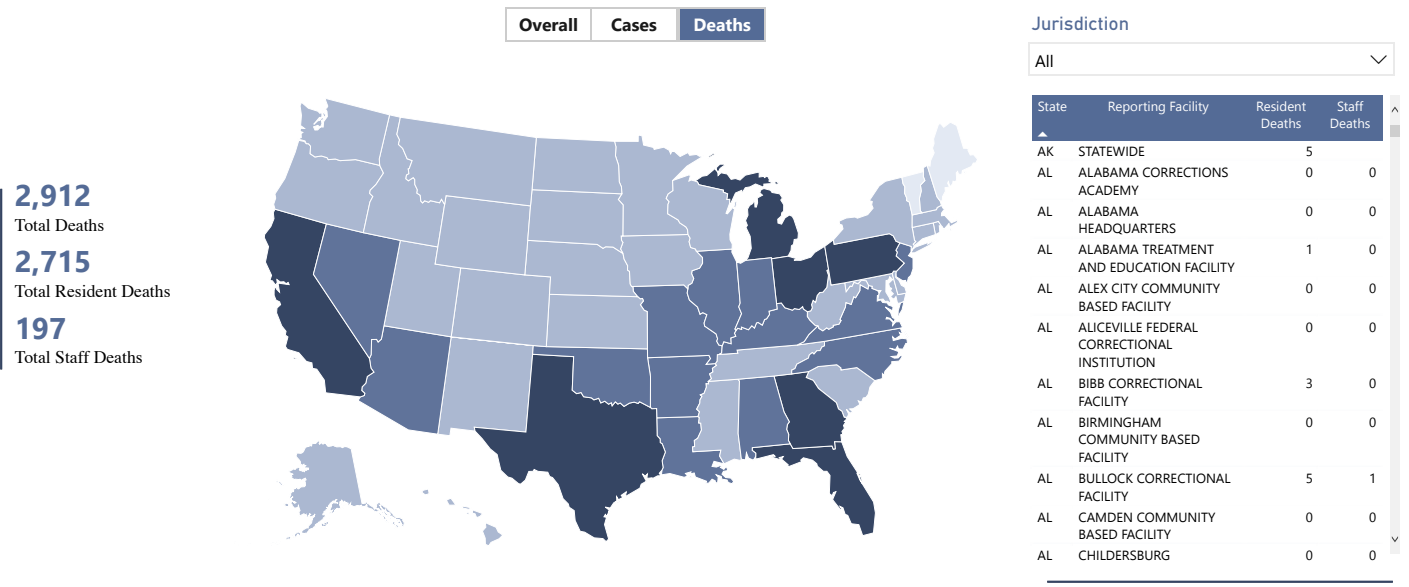 Overall Cases Deaths
Jurisdiction
All
2,912
Total Deaths
2,715
Total Resident Deaths
197
Total Staff Deaths
State Reporting Facility Resident Staff
Deaths Deaths
AK STATEWIDE 5
AL ALABAMA CORRECTIONS 0 0
ACADEMY
AL ALABAMA 0 0
HEADQUARTERS
AL ALABAMA TREATMENT 1 0
AND EDUCATION FACILITY
AL ALEX CITY COMMUNITY 0 0
BASED FACILITY
AL ALICEVILLE FEDERAL 0 0
CORRECTIONAL
INSTITUTION
AL BIBB CORRECTIONAL 3 0
FACILITY
AL BIRMINGHAM 0 0
COMMUNITY BASED
FACILITY
AL BULLOCK CORRECTIONAL 5 1
FACILITY
AL CAMDEN COMMUNITY 0 0
BASED FACILITY
AL CHILDERSBURG 0 0